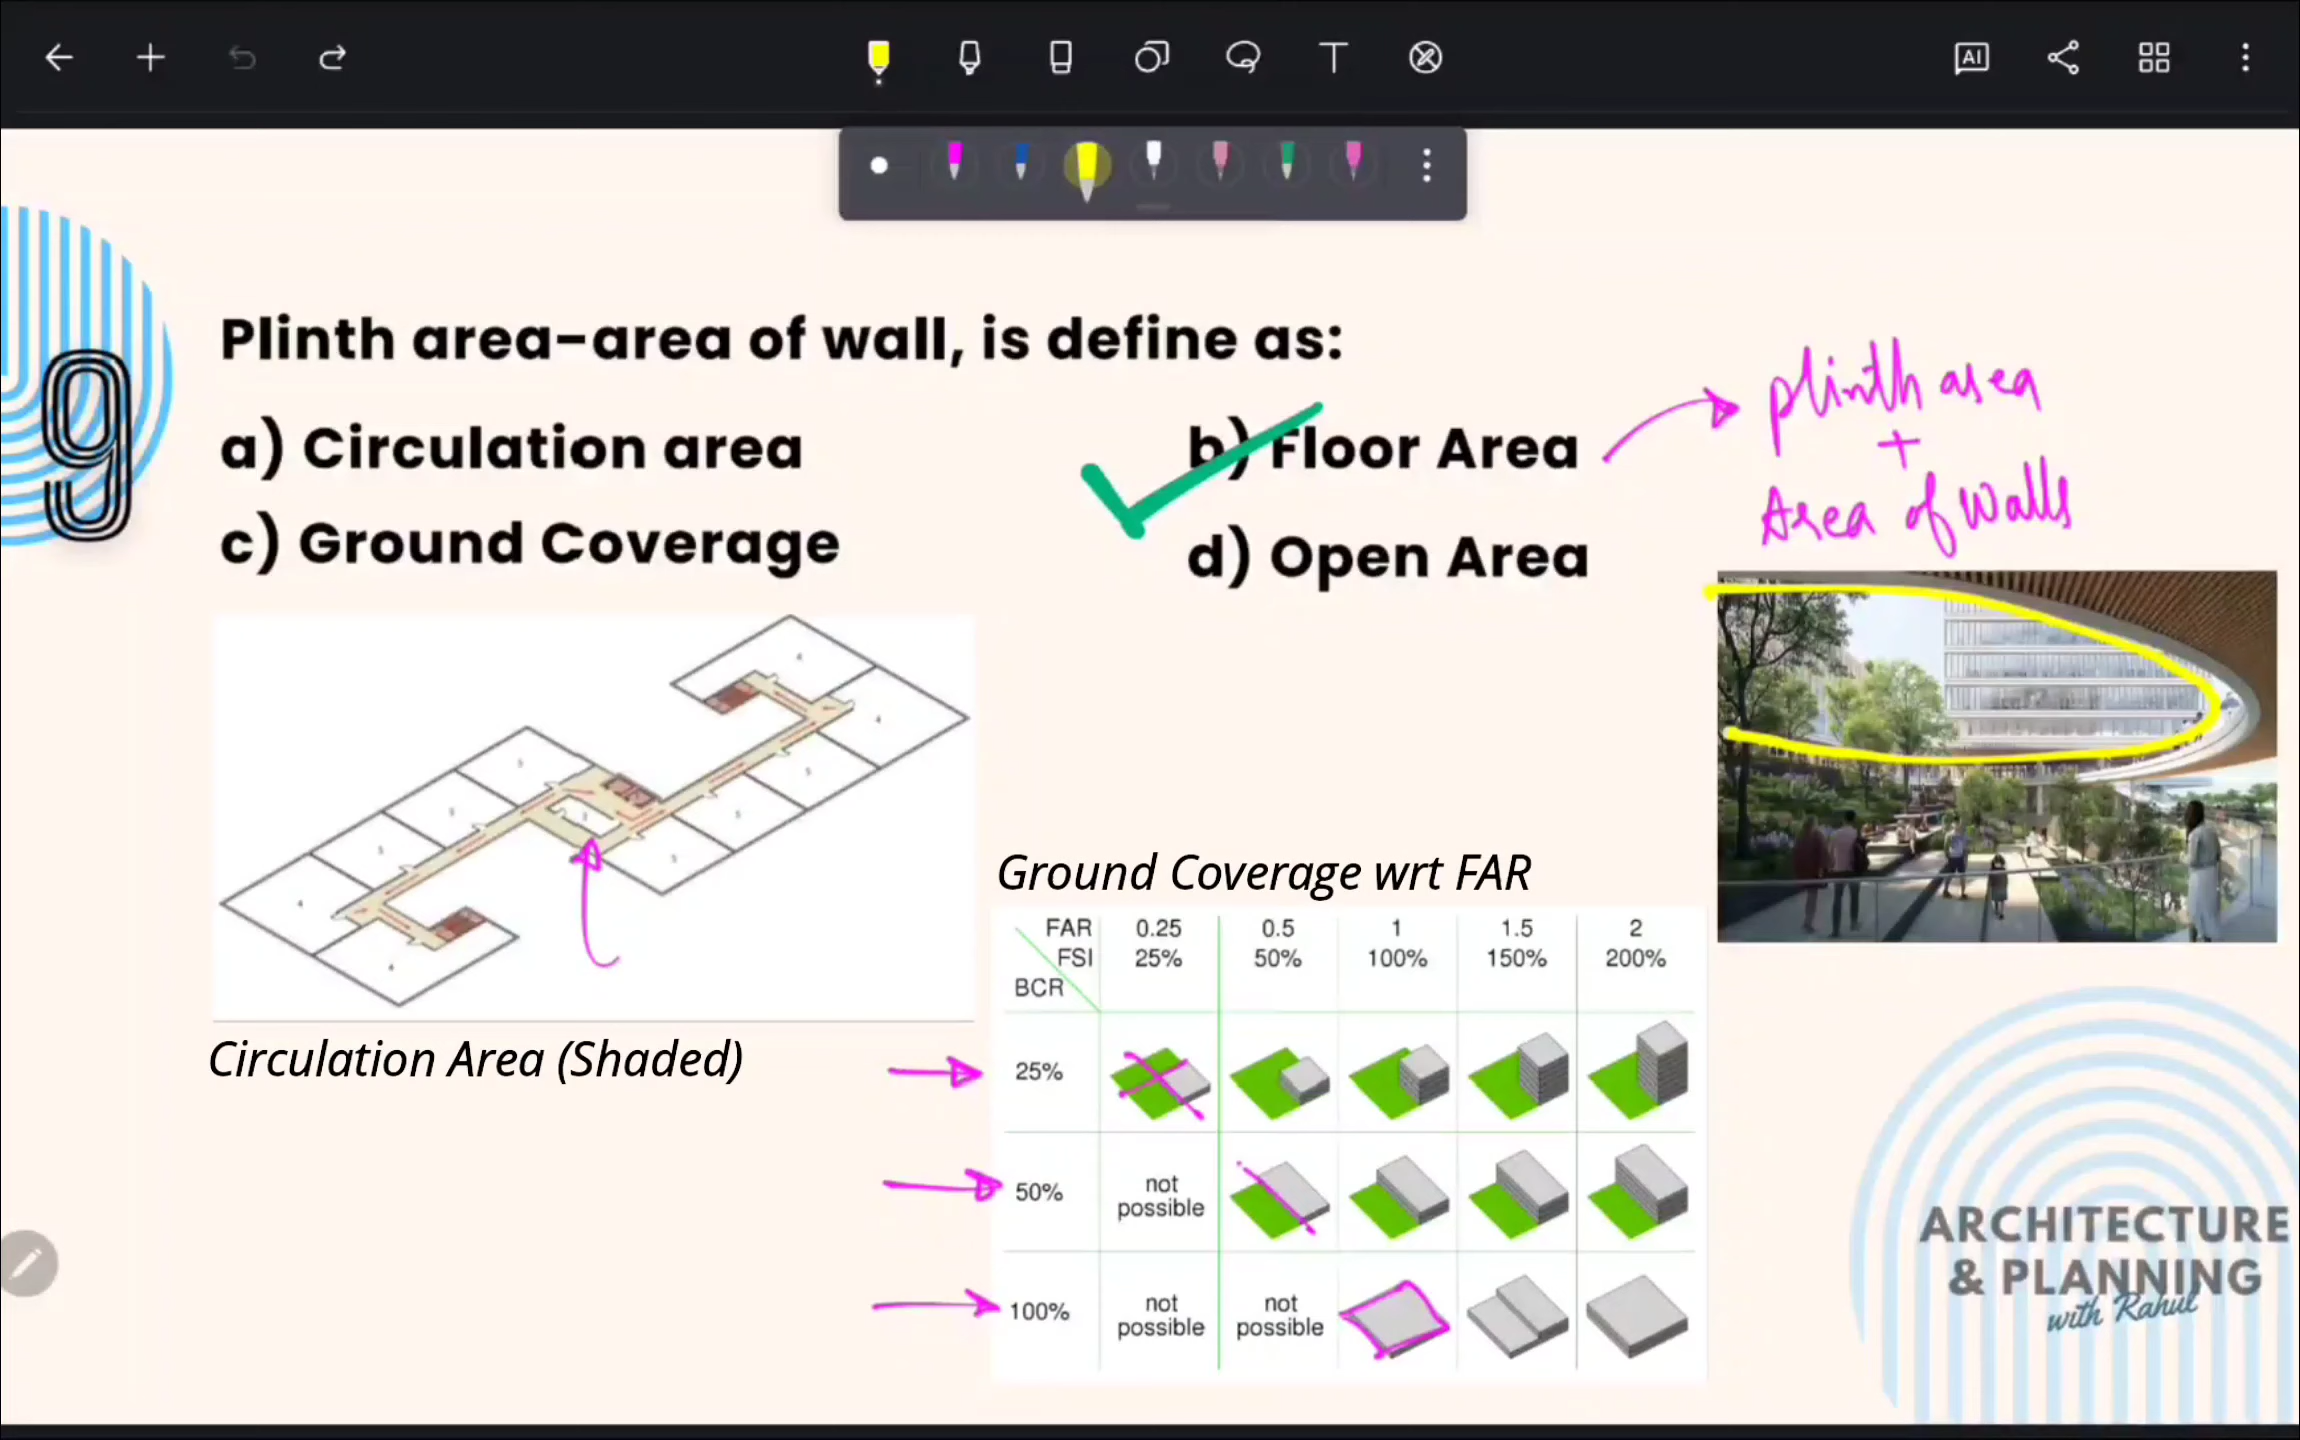 9
Plinth area-area of wall, is define as:
a) Circulation area
b) Floor Area
c) Ground Coverage
d) Open Area
plinth area
+
Area of walls
Circulation Area (Shaded)
Ground Coverage wrt FAR
FAR 0.25 0.5 1 1.5 2
FSI 25% 50% 100% 150% 200%
BCR
25%
50% not possible
100% not possible not possible
ARCHITECTURE
& PLANNING
with Rahul
AI
T